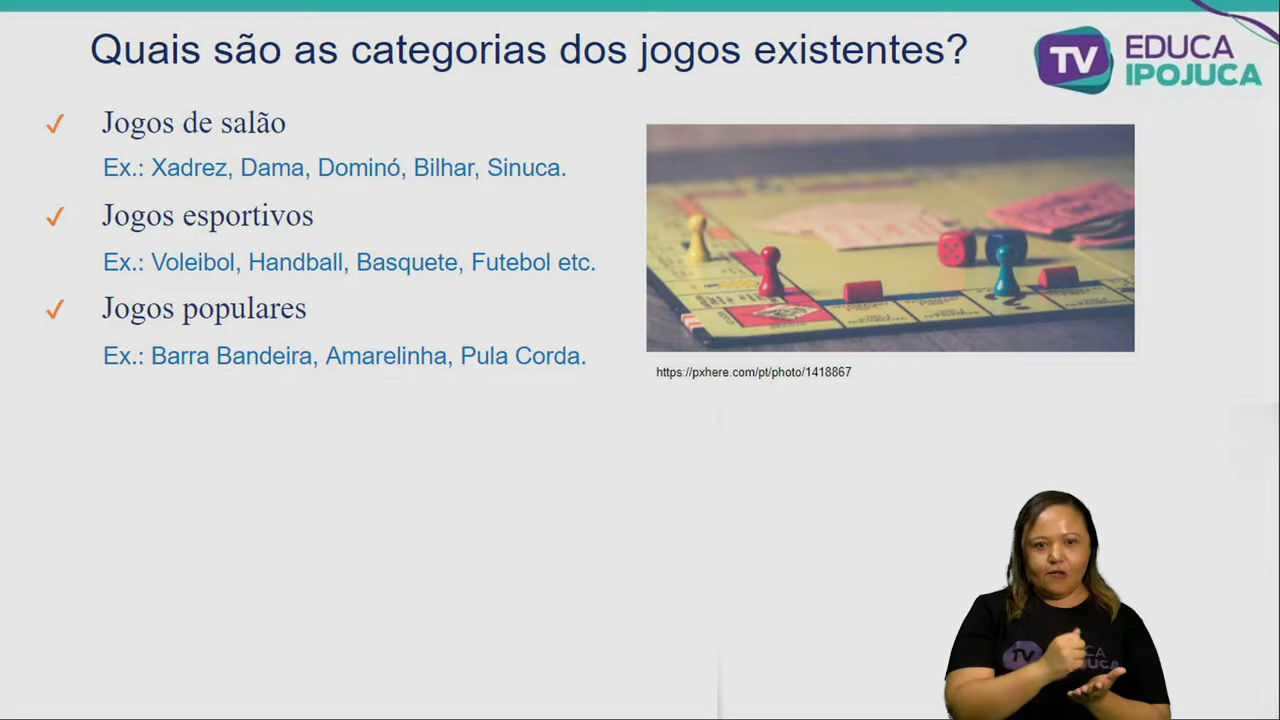 Quais são as categorias dos jogos existentes?
TV EDUCA
IPOJUCA
✓ Jogos de salão
Ex.: Xadrez, Dama, Dominó, Bilhar, Sinuca.
✓ Jogos esportivos
Ex.: Voleibol, Handball, Basquete, Futebol etc.
✓ Jogos populares
Ex.: Barra Bandeira, Amarelinha, Pula Corda.
https://pxhere.com/pt/photo/1418867
TV